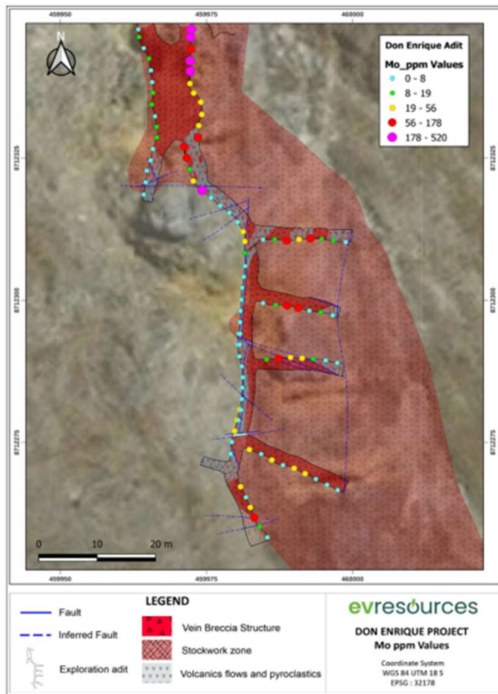 459950
459975
460000
N
Don Enrique Adit
Mo_ppm Values
0 - 8
8 - 19
19 - 56
56 - 178
178 - 520
8712325
8712325
8712300
8712300
8712275
8712275
0 10 20 m
459950
459975
460000
Fault
Inferred Fault
Exploration adit
LEGEND
Vein Breccia Structure
Stockwork zone
Volcanics flows and pyroclastics
evresources
DON ENRIQUE PROJECT
Mo ppm Values
Coordinate System
WGS 84 UTM 18 S
EPSG : 32178